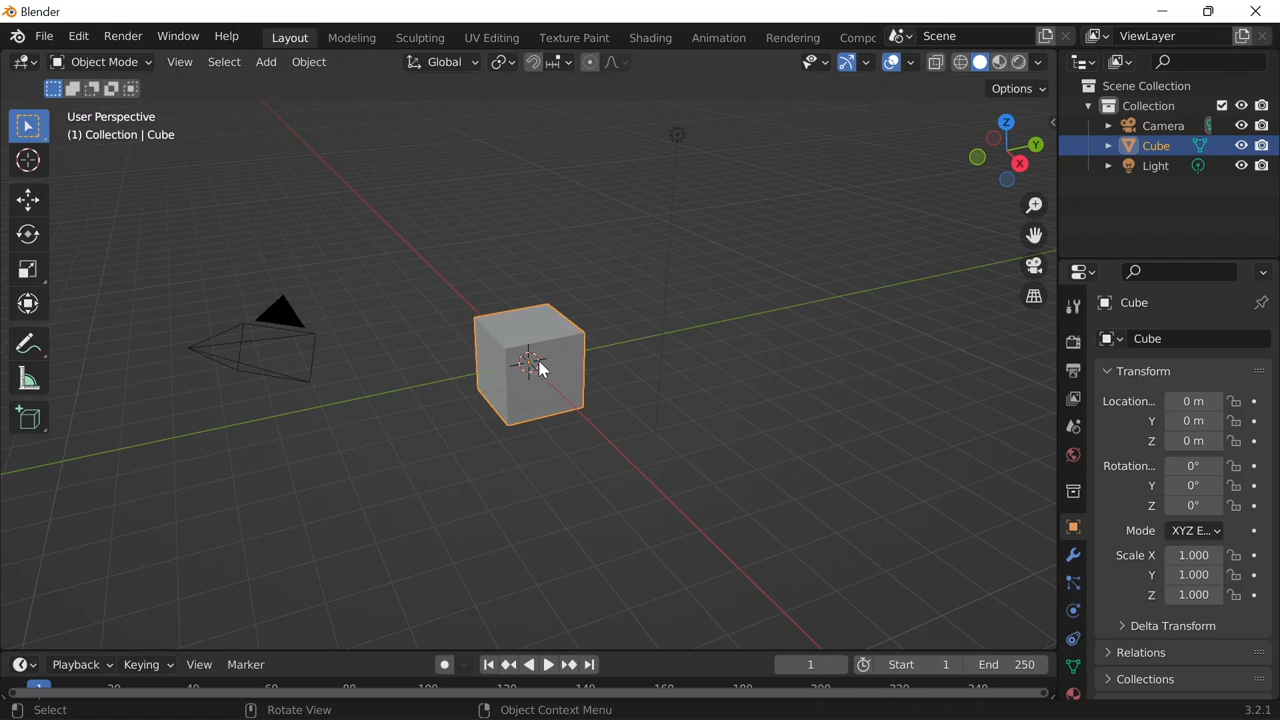 Blender
File Edit Render Window Help Layout Modeling Sculpting UV Editing Texture Paint Shading Animation Rendering Compc Scene ViewLayer
Object Mode View Select Add Object Global
Options
User Perspective
(1) Collection | Cube
Z
Y
X
Scene Collection
Collection
Camera
Cube
Light
Cube
Cube
Transform
Location... 0 m
Y 0 m
Z 0 m
Rotation... 0°
Y 0°
Z 0°
Mode XYZ E...
Scale X 1.000
Y 1.000
Z 1.000
Delta Transform
Relations
Collections
Playback Keying View Marker 1 Start 1 End 250
1
Select Rotate View Object Context Menu 3.2.1